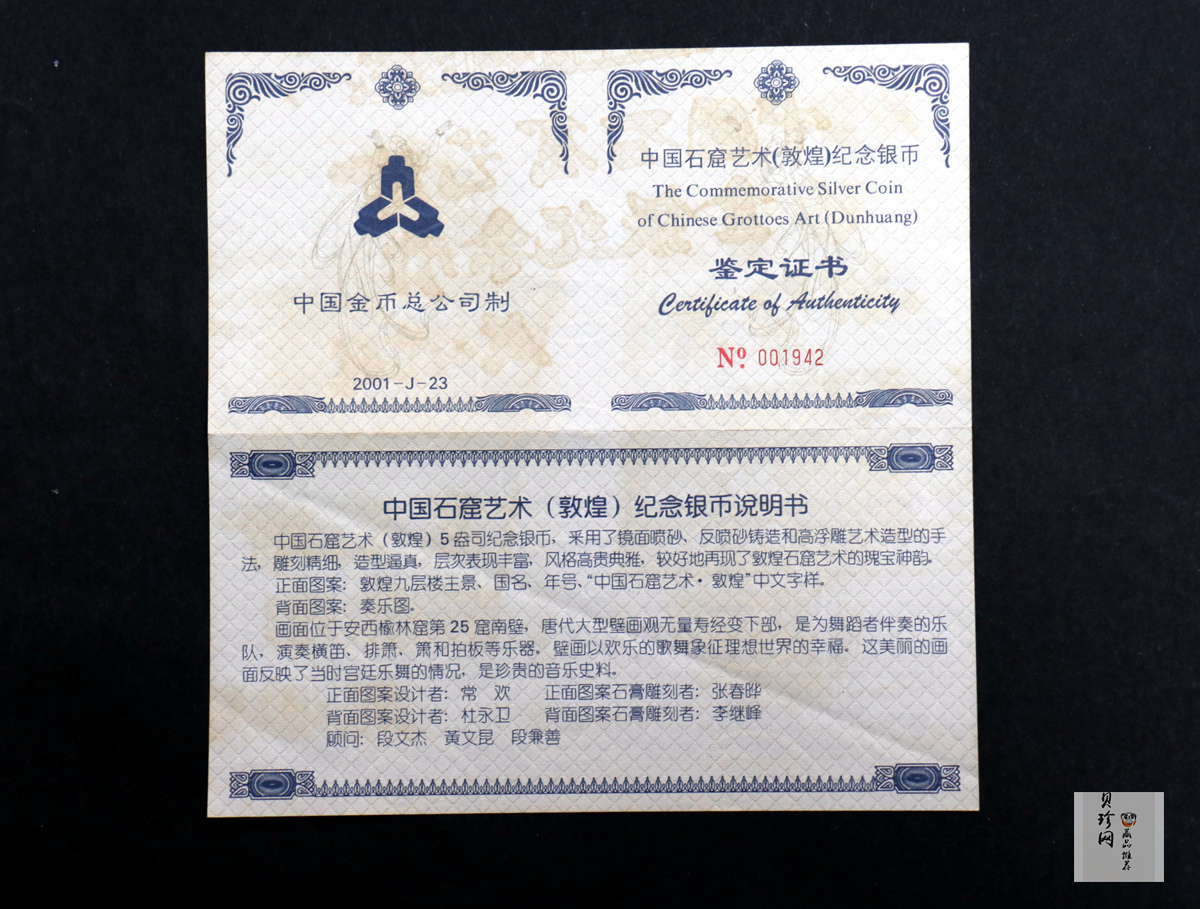 中国金币总公司制
2001-J-23
中国石窟艺术(敦煌)纪念银币
The Commemorative Silver Coin
of Chinese Grottoes Art (Dunhuang)
鉴定证书
Certificate of Authenticity
Nº 001942
中国石窟艺术（敦煌）纪念银币说明书
中国石窟艺术（敦煌）5盎司纪念银币，采用了镜面喷砂、反喷砂铸造和高浮雕艺术造型的手
法，雕刻精细，造型逼真，层次表现丰富，风格高贵典雅，较好地再现了敦煌石窟艺术的瑰宝神韵。
正面图案：敦煌九层楼主景、国名、年号、“中国石窟艺术·敦煌”中文字样。
背面图案：奏乐图。
画面位于安西榆林窟第25窟南壁，唐代大型壁画观无量寿经变下部，是为舞蹈者伴奏的乐
队，演奏横笛、排箫、箫和拍板等乐器。壁画以欢乐的歌舞象征理想世界的幸福。这美丽的画
面反映了当时宫廷乐舞的情况，是珍贵的音乐史料。
正面图案设计者：常 欢 正面图案石膏雕刻者：张春晔
背面图案设计者：杜永卫 背面图案石膏雕刻者：李继峰
顾问：段文杰 黄文昆 段兼善
贝珍网
藏品推荐